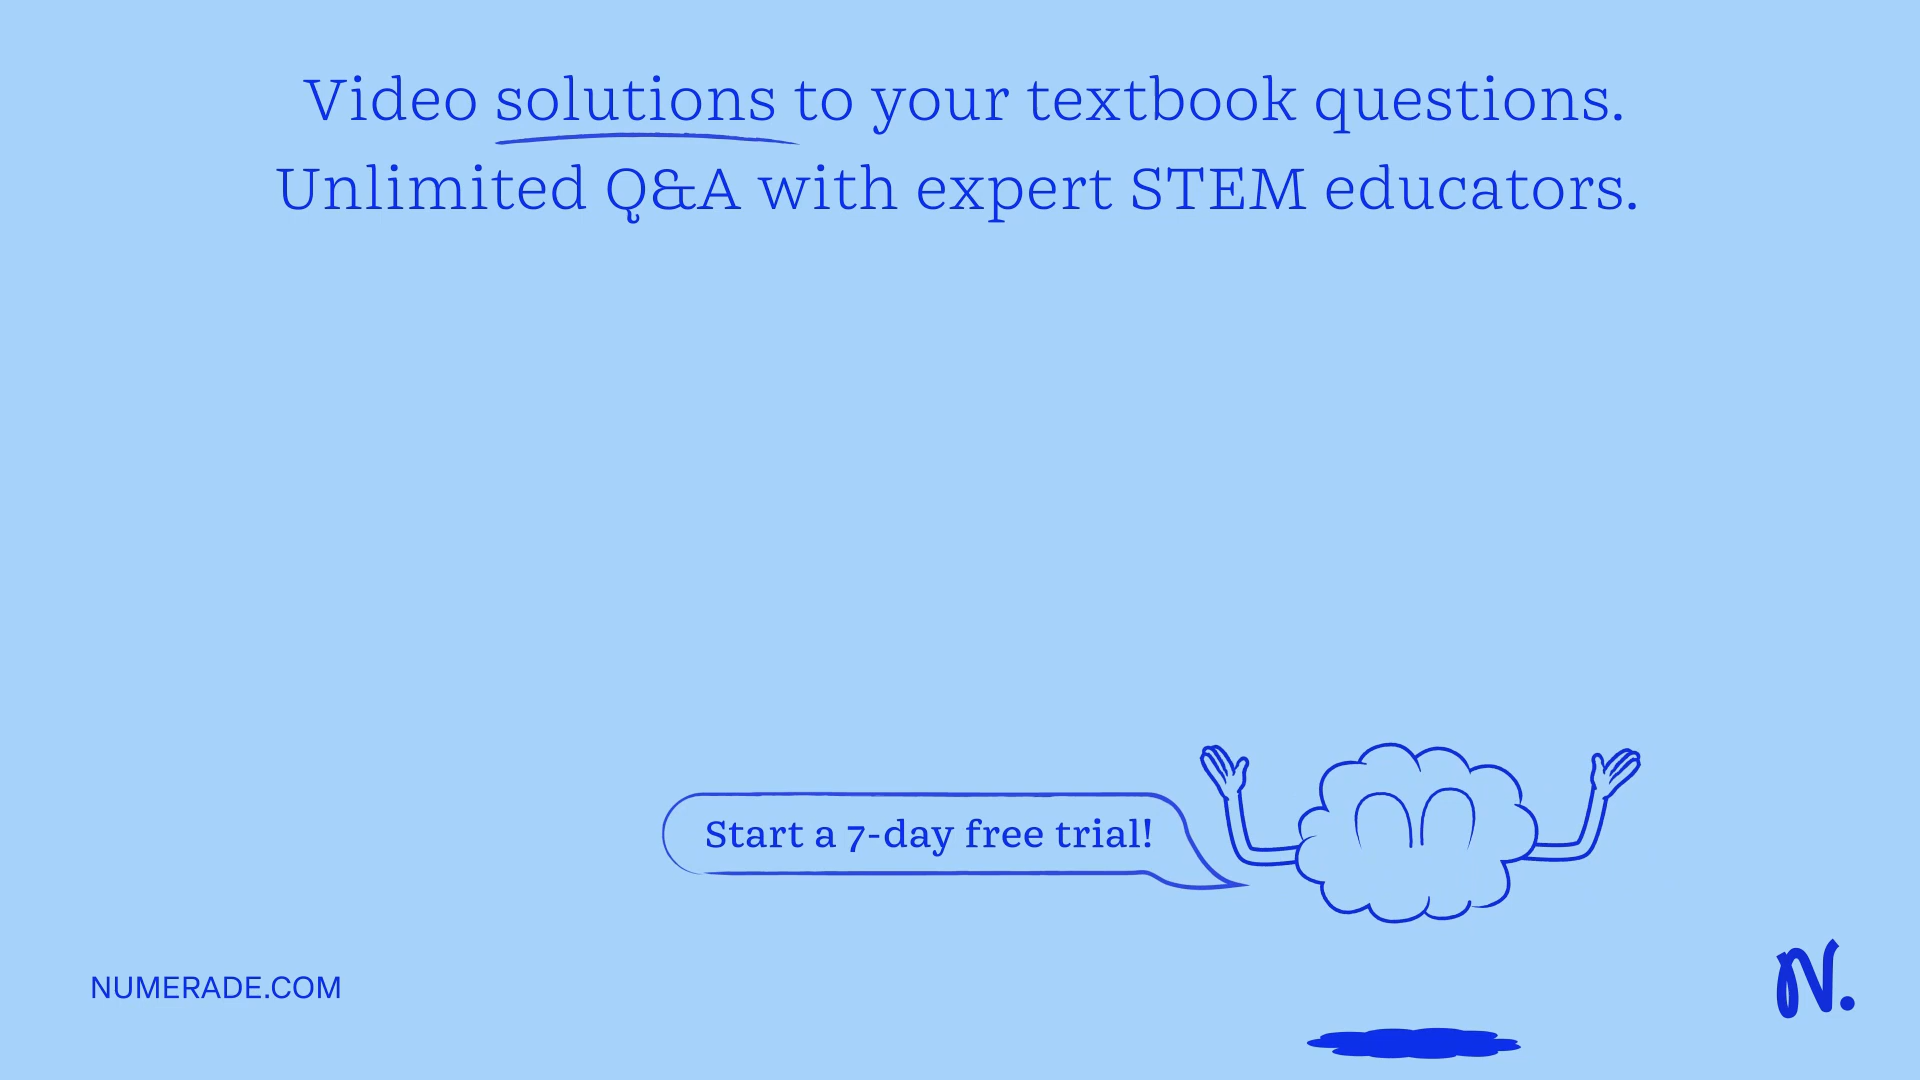 Video solutions to your textbook questions.
Unlimited Q&A with expert STEM educators.
Start a 7-day free trial!
NUMERADE.COM
N.